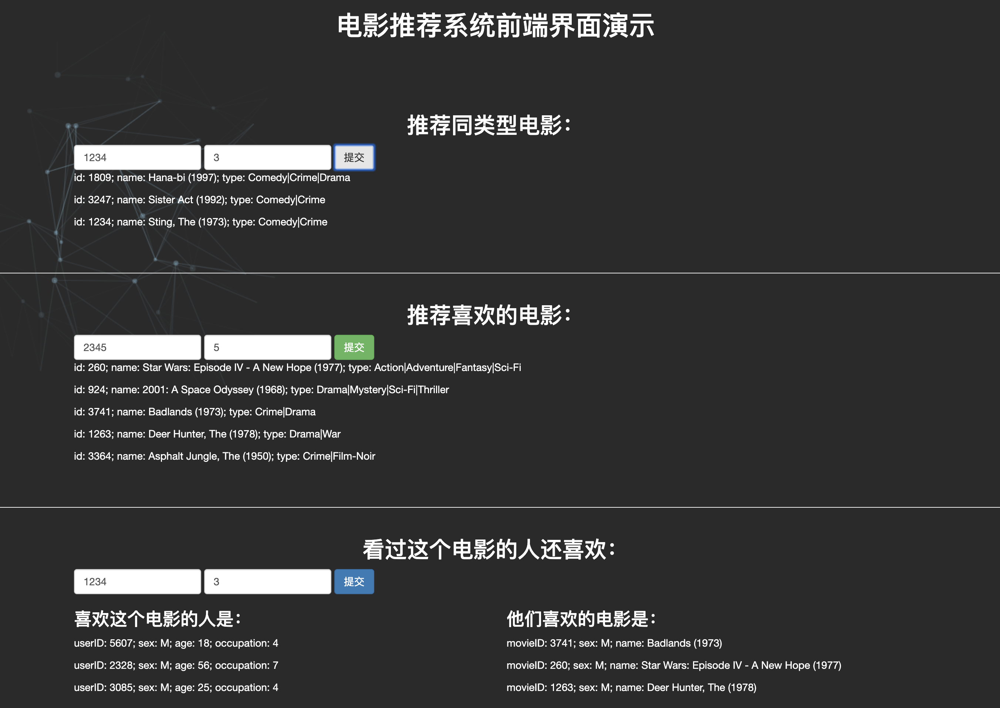 电影推荐系统前端界面演示
推荐同类型电影：
1234 3 提交
id: 1809; name: Hana-bi (1997); type: Comedy|Crime|Drama
id: 3247; name: Sister Act (1992); type: Comedy|Crime
id: 1234; name: Sting, The (1973); type: Comedy|Crime
推荐喜欢的电影：
2345 5 提交
id: 260; name: Star Wars: Episode IV - A New Hope (1977); type: Action|Adventure|Fantasy|Sci-Fi
id: 924; name: 2001: A Space Odyssey (1968); type: Drama|Mystery|Sci-Fi|Thriller
id: 3741; name: Badlands (1973); type: Crime|Drama
id: 1263; name: Deer Hunter, The (1978); type: Drama|War
id: 3364; name: Asphalt Jungle, The (1950); type: Crime|Film-Noir
看过这个电影的人还喜欢：
1234 3 提交
喜欢这个电影的人是：
userID: 5607; sex: M; age: 18; occupation: 4
userID: 2328; sex: M; age: 56; occupation: 7
userID: 3085; sex: M; age: 25; occupation: 4
他们喜欢的电影是：
movieID: 3741; sex: M; name: Badlands (1973)
movieID: 260; sex: M; name: Star Wars: Episode IV - A New Hope (1977)
movieID: 1263; sex: M; name: Deer Hunter, The (1978)